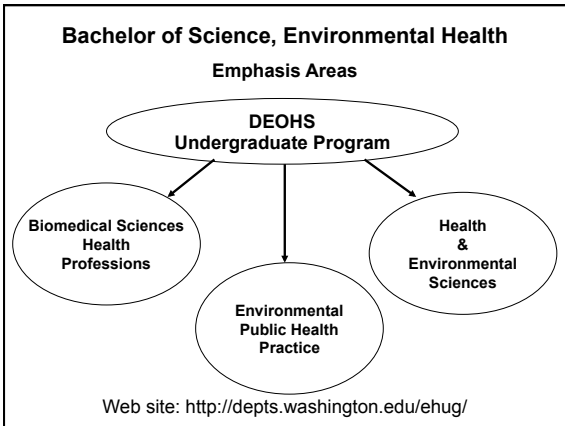 Bachelor of Science, Environmental Health
Emphasis Areas
DEOHS
Undergraduate Program
Biomedical Sciences
Health
Professions
Environmental
Public Health
Practice
Health
&
Environmental
Sciences
Web site: http://depts.washington.edu/ehug/